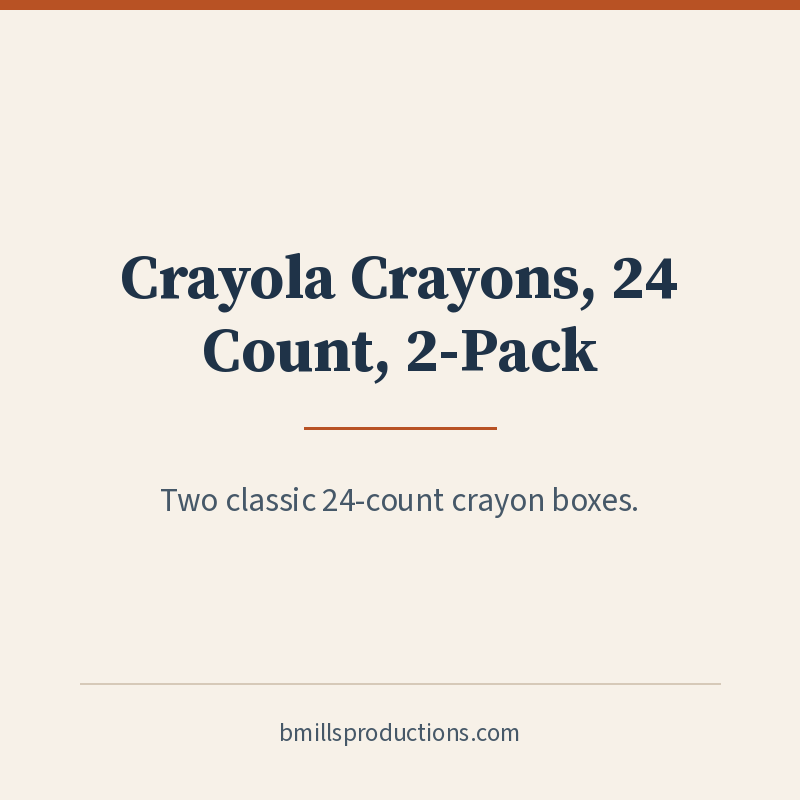 Crayola Crayons, 24
Count, 2-Pack
Two classic 24-count crayon boxes.
bmillsproductions.com